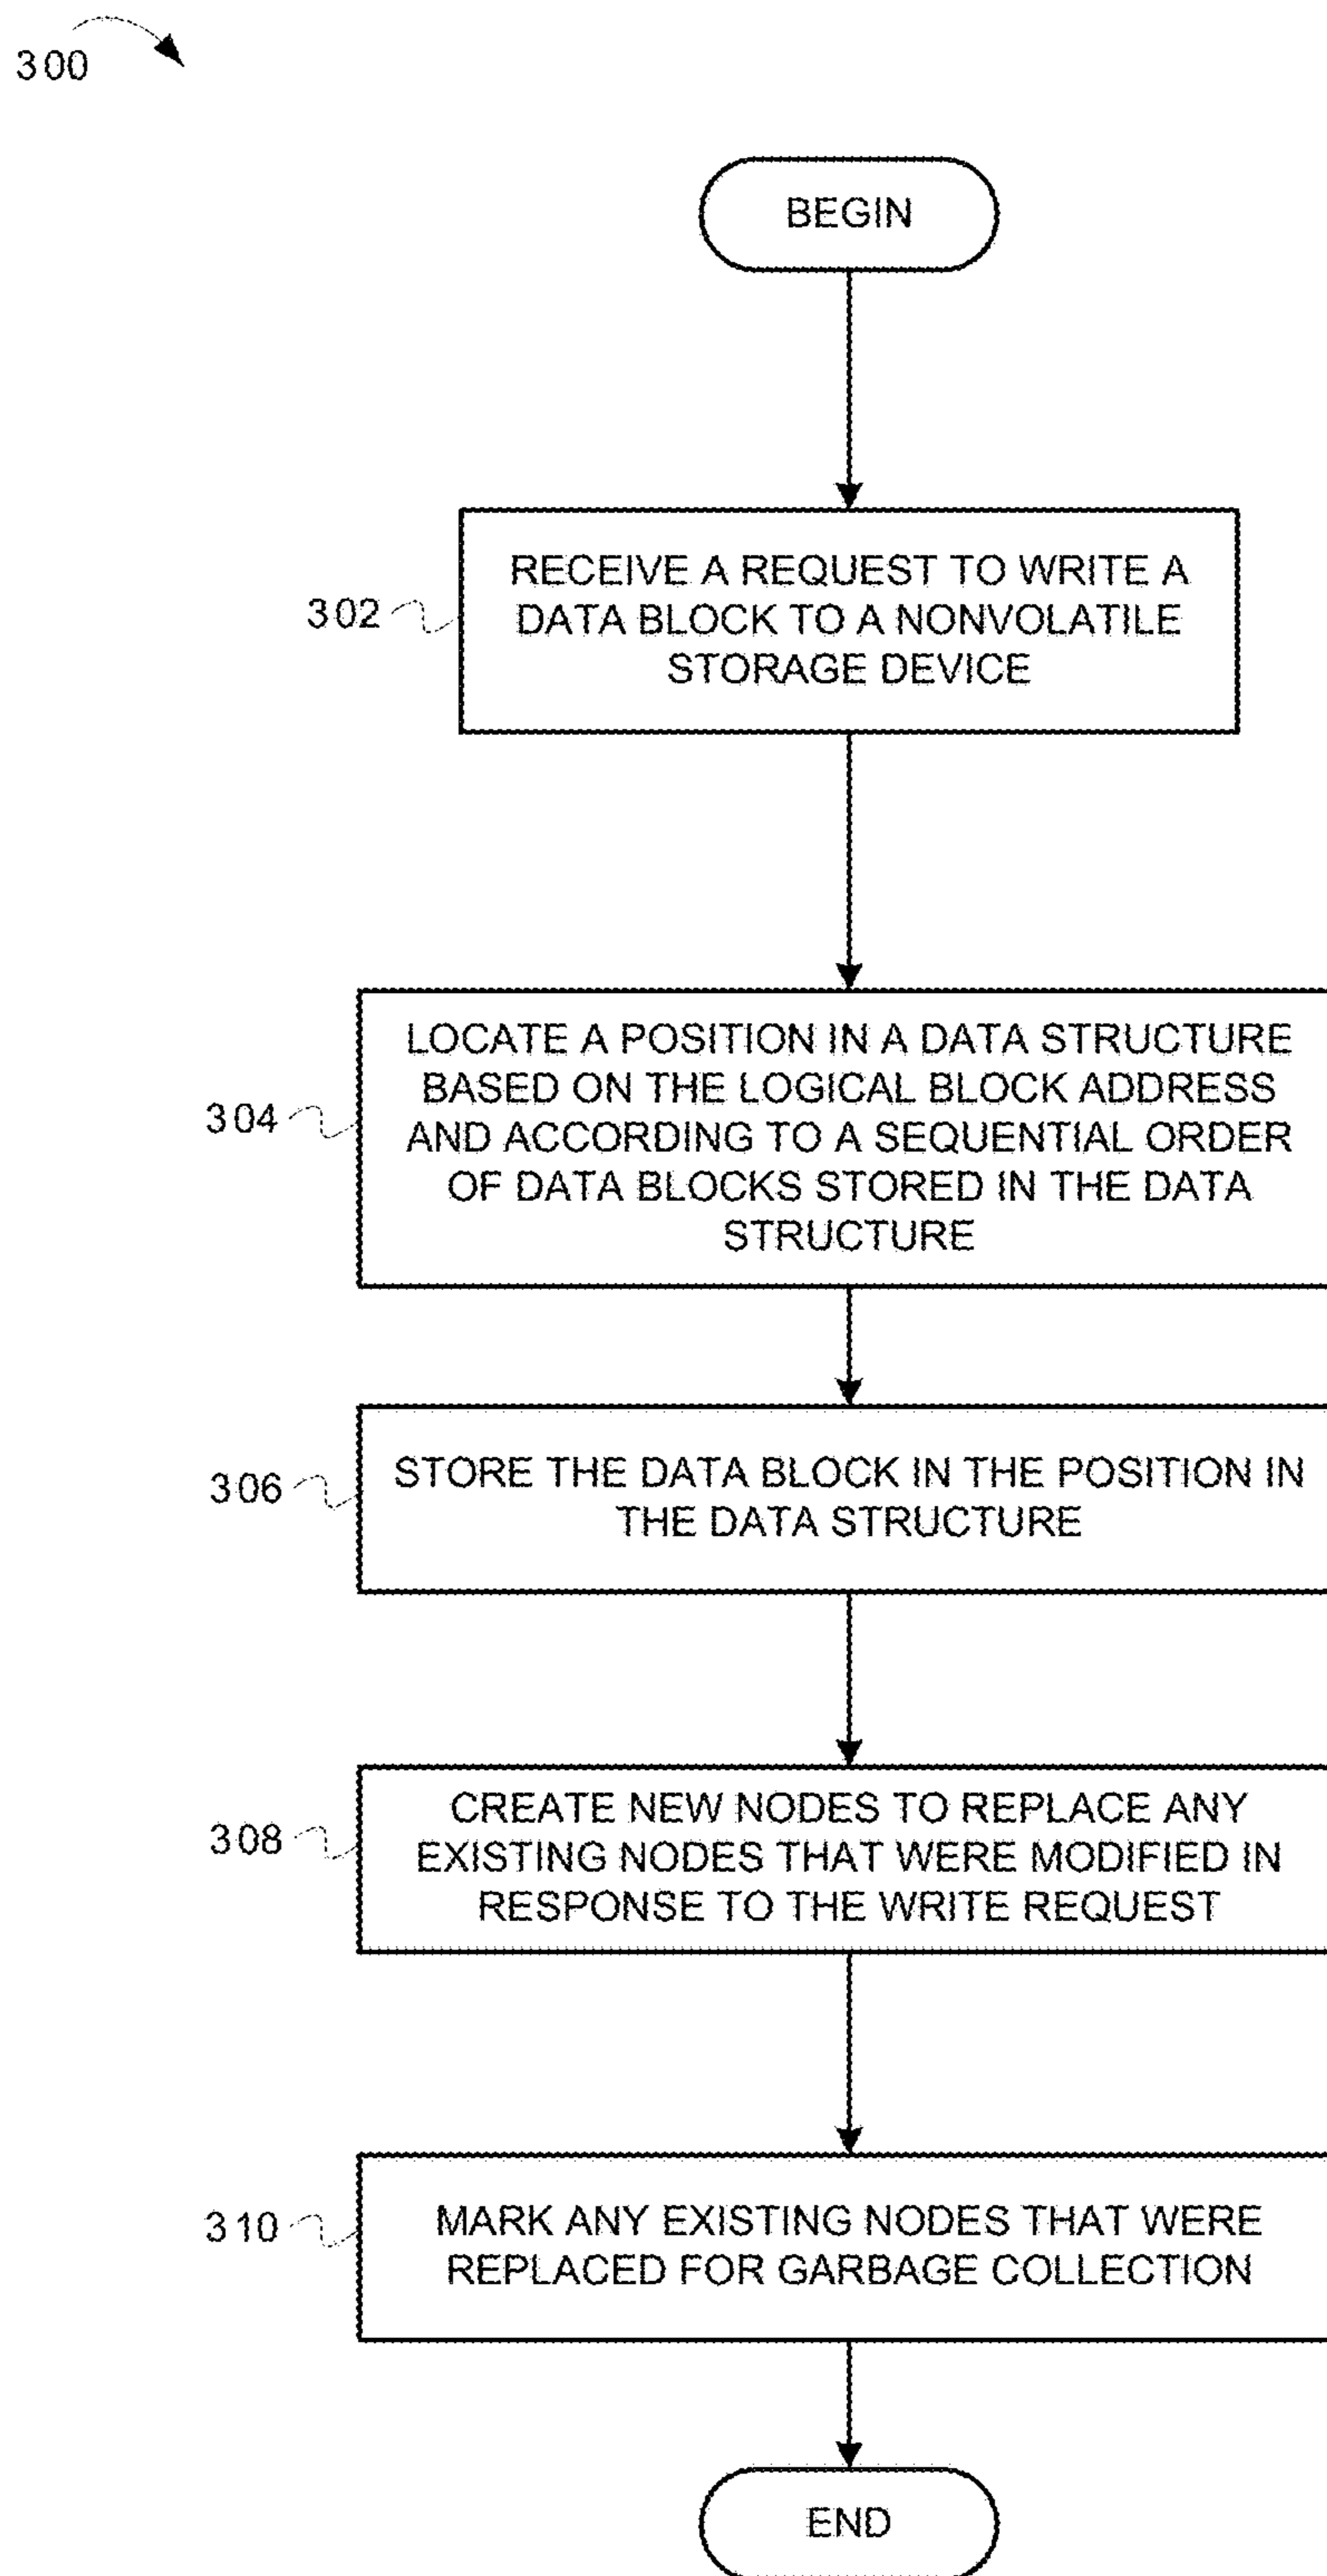 300
BEGIN
302
RECEIVE A REQUEST TO WRITE A
DATA BLOCK TO A NONVOLATILE
STORAGE DEVICE
304
LOCATE A POSITION IN A DATA STRUCTURE
BASED ON THE LOGICAL BLOCK ADDRESS
AND ACCORDING TO A SEQUENTIAL ORDER
OF DATA BLOCKS STORED IN THE DATA
STRUCTURE
306
STORE THE DATA BLOCK IN THE POSITION IN
THE DATA STRUCTURE
308
CREATE NEW NODES TO REPLACE ANY
EXISTING NODES THAT WERE MODIFIED IN
RESPONSE TO THE WRITE REQUEST
310
MARK ANY EXISTING NODES THAT WERE
REPLACED FOR GARBAGE COLLECTION
END